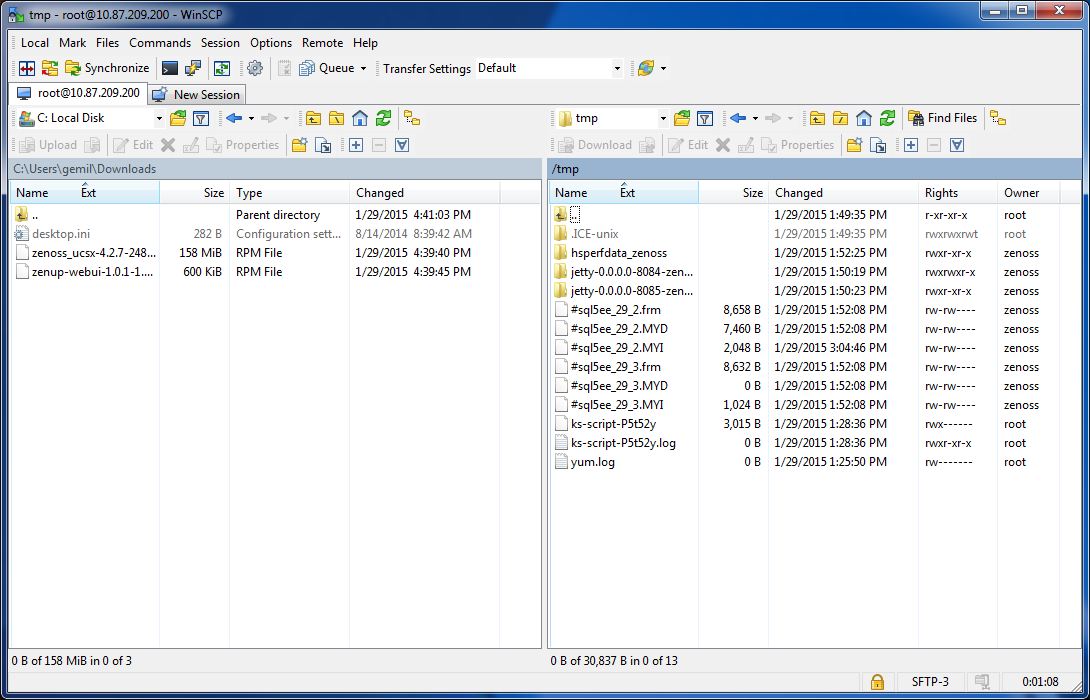 tmp - root@10.87.209.200 - WinSCP
Local Mark Files Commands Session Options Remote Help
Synchronize Queue Transfer Settings Default
root@10.87.209.200 New Session
C: Local Disk
Upload Edit Properties
C:\Users\gemil\Downloads
Name Ext Size Type Changed
.. Parent directory 1/29/2015 4:41:03 PM
desktop.ini 282 B Configuration sett... 8/14/2014 8:39:42 AM
zenoss_ucsx-4.2.7-248... 158 MiB RPM File 1/29/2015 4:39:40 PM
zenup-webui-1.0.1-1.... 600 KiB RPM File 1/29/2015 4:39:45 PM
0 B of 158 MiB in 0 of 3
tmp Find Files
Download Edit Properties
/tmp
Name Ext Size Changed Rights Owner
.. 1/29/2015 1:49:35 PM r-xr-xr-x root
.ICE-unix 1/29/2015 1:49:35 PM rwxrwxrwt root
hsperfdata_zenoss 1/29/2015 1:52:25 PM rwxr-xr-x zenoss
jetty-0.0.0.0-8084-zen... 1/29/2015 1:50:19 PM rwxrwxr-x zenoss
jetty-0.0.0.0-8085-zen... 1/29/2015 1:50:23 PM rwxr-xr-x zenoss
#sql5ee_29_2.frm 8,658 B 1/29/2015 1:52:08 PM rw-rw---- zenoss
#sql5ee_29_2.MYD 7,460 B 1/29/2015 1:52:08 PM rw-rw---- zenoss
#sql5ee_29_2.MYI 2,048 B 1/29/2015 3:04:46 PM rw-rw---- zenoss
#sql5ee_29_3.frm 8,632 B 1/29/2015 1:52:08 PM rw-rw---- zenoss
#sql5ee_29_3.MYD 0 B 1/29/2015 1:52:08 PM rw-rw---- zenoss
#sql5ee_29_3.MYI 1,024 B 1/29/2015 1:52:08 PM rw-rw---- zenoss
ks-script-P5t52y 3,015 B 1/29/2015 1:28:36 PM rwx------ root
ks-script-P5t52y.log 0 B 1/29/2015 1:28:36 PM rwxr-xr-x root
yum.log 0 B 1/29/2015 1:25:50 PM rw------- root
0 B of 30,837 B in 0 of 13
SFTP-3 0:01:08